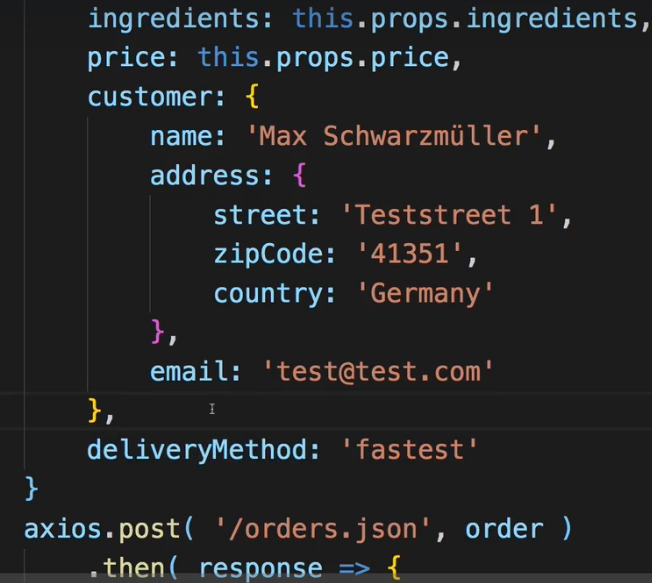 ingredients: this.props.ingredients,
price: this.props.price,
customer: {
name: 'Max Schwarzmüller',
address: {
street: 'Teststreet 1',
zipCode: '41351',
country: 'Germany'
},
email: 'test@test.com'
},
deliveryMethod: 'fastest'
}
axios.post( '/orders.json', order )
.then( response => {